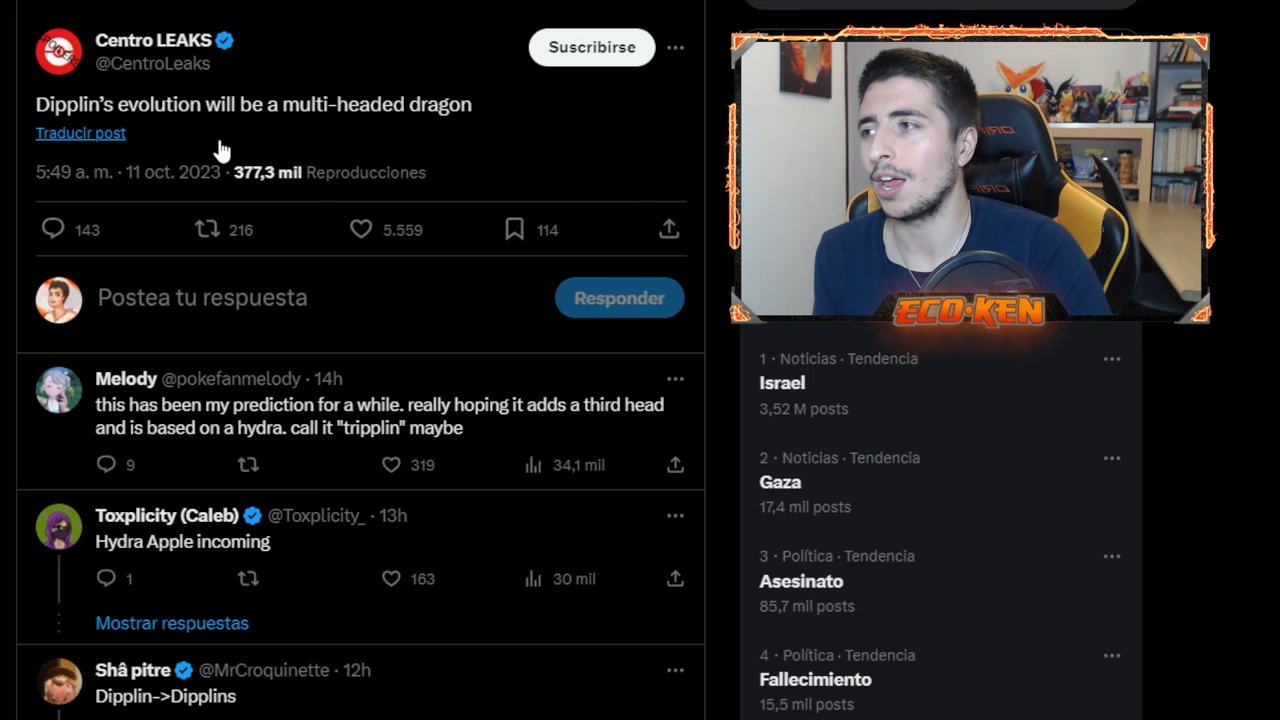 Centro LEAKS
@CentroLeaks
Suscribirse
Dipplin’s evolution will be a multi-headed dragon
Traducir post
5:49 a. m. · 11 oct. 2023 · 377,3 mil Reproducciones
143 216 5.559 114
Postea tu respuesta
Responder
Melody @pokefanmelody · 14h
this has been my prediction for a while. really hoping it adds a third head
and is based on a hydra. call it "tripplin" maybe
9 319 34,1 mil
Toxplicity (Caleb) @Toxplicity_ · 13h
Hydra Apple incoming
1 163 30 mil
Mostrar respuestas
Shâ pitre @MrCroquinette · 12h
Dipplin->Dipplins
ECO·KEN
1 · Noticias · Tendencia
Israel
3,52 M posts
2 · Noticias · Tendencia
Gaza
17,4 mil posts
3 · Política · Tendencia
Asesinato
85,7 mil posts
4 · Política · Tendencia
Fallecimiento
15,5 mil posts